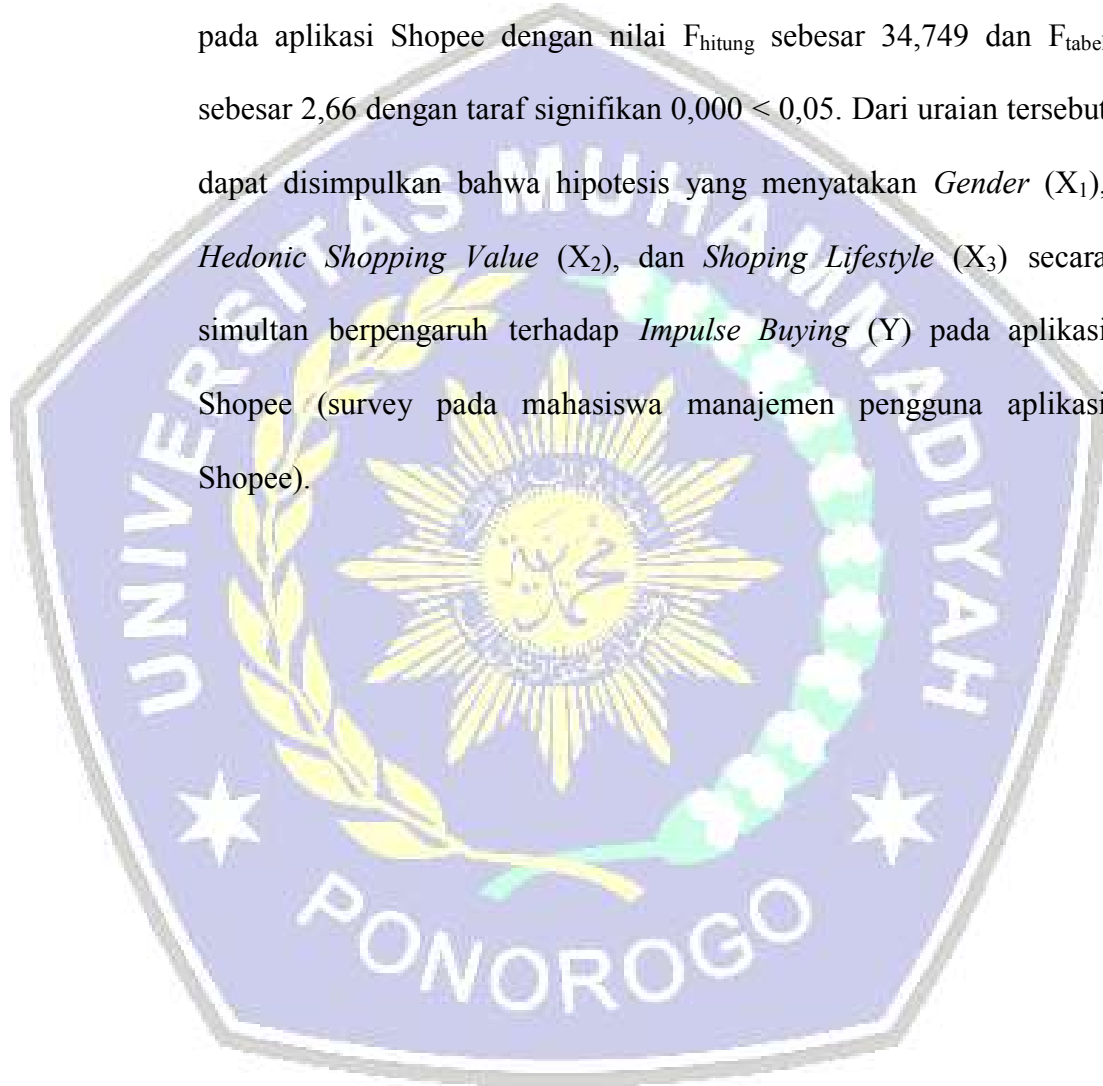 pada aplikasi Shopee dengan nilai Fhitung sebesar 34,749 dan Ftabel
sebesar 2,66 dengan taraf signifikan 0,000 < 0,05. Dari uraian tersebut
dapat disimpulkan bahwa hipotesis yang menyatakan Gender (X1),
Hedonic Shopping Value (X2), dan Shoping Lifestyle (X3) secara
simultan berpengaruh terhadap Impulse Buying (Y) pada aplikasi
Shopee (survey pada mahasiswa manajemen pengguna aplikasi
Shopee).
UNIVERSITAS MUHAMMADIYAH
PONOROGO